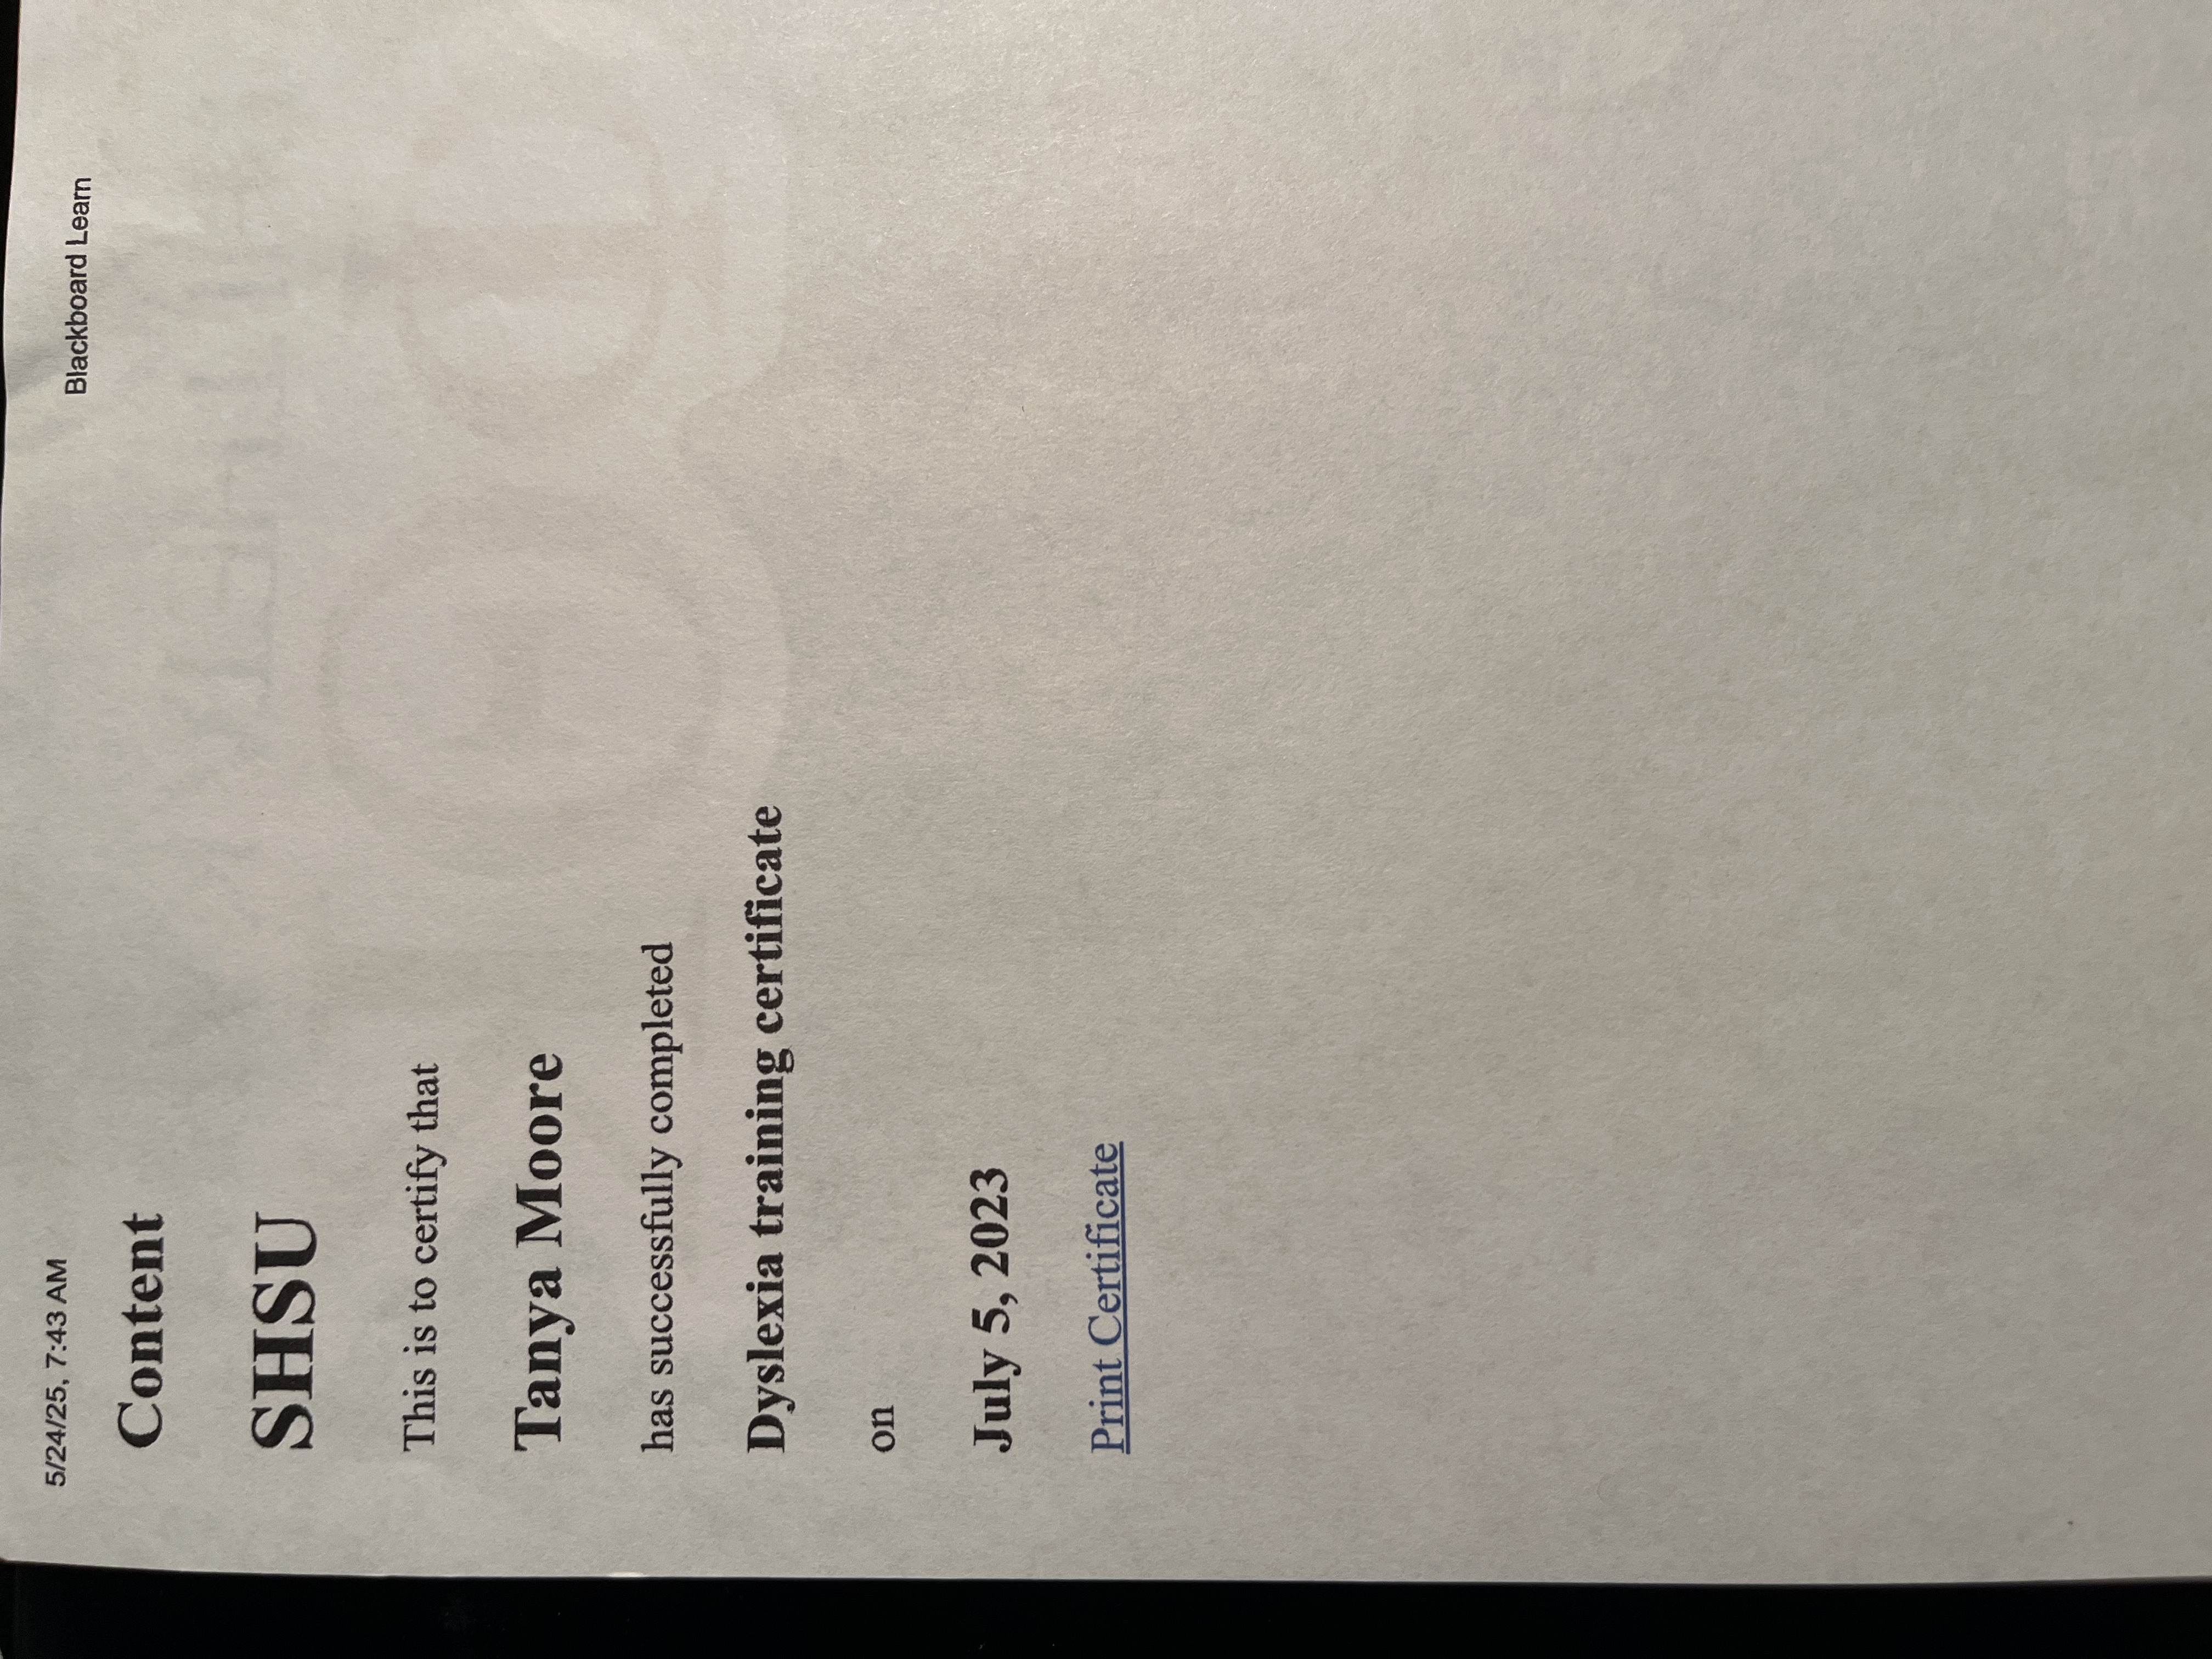 5/24/25, 7:43 AM
Blackboard Learn
Content
SHSU
This is to certify that
Tanya Moore
has successfully completed
Dyslexia training certificate
on
July 5, 2023
Print Certificate